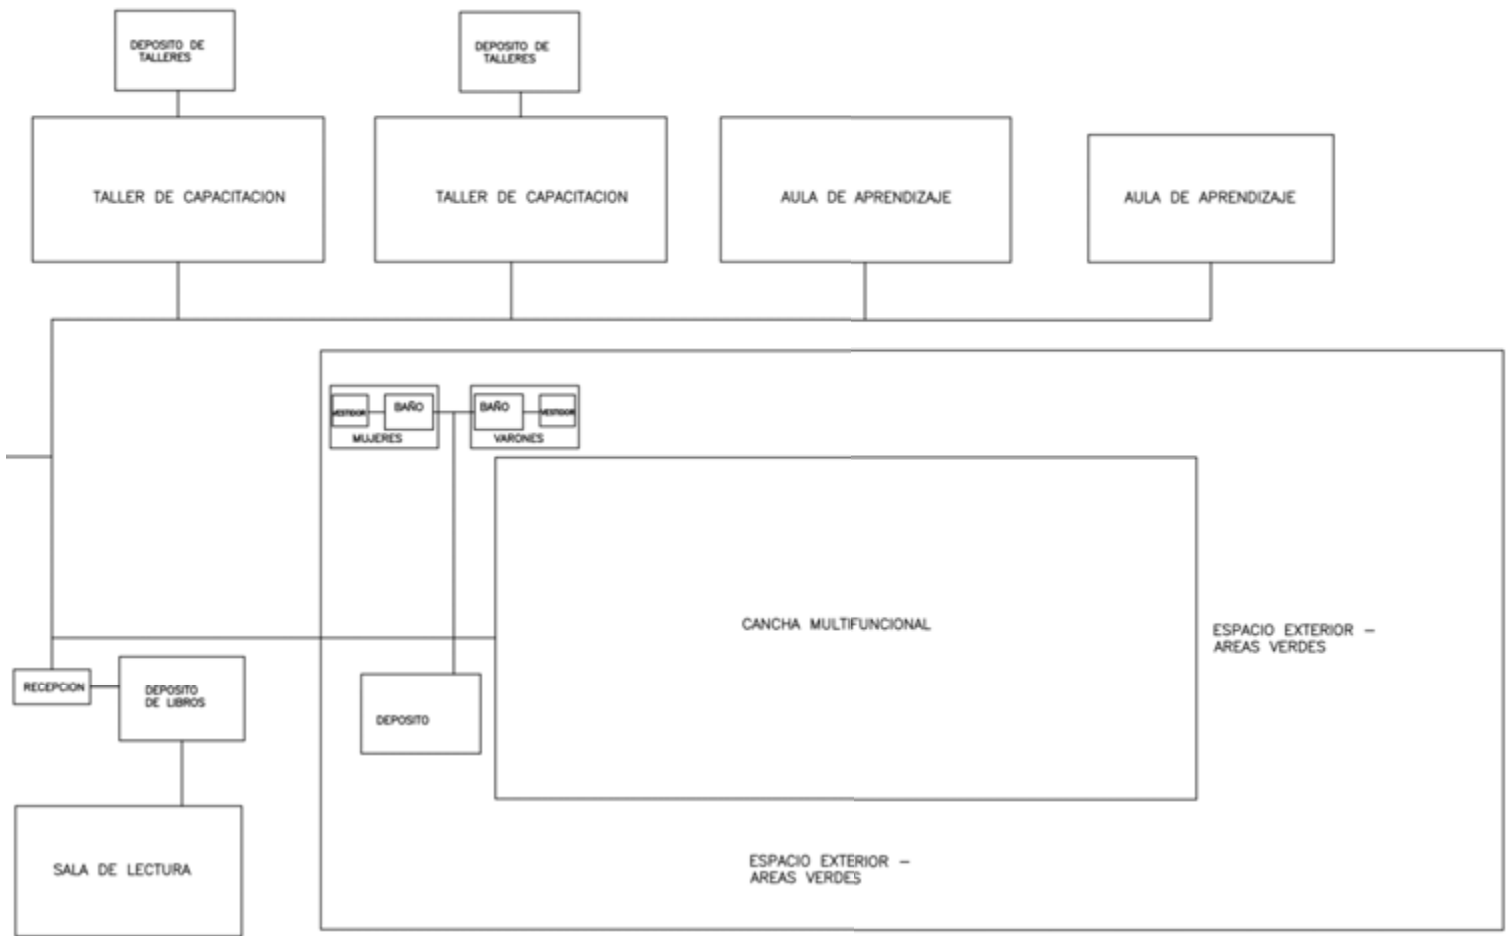 DEPOSITO DE
TALLERES
DEPOSITO DE
TALLERES
TALLER DE CAPACITACION
TALLER DE CAPACITACION
AULA DE APRENDIZAJE
AULA DE APRENDIZAJE
VESTIDOR
BAÑO
MUJERES
BAÑO
VESTIDOR
VARONES
CANCHA MULTIFUNCIONAL
ESPACIO EXTERIOR –
AREAS VERDES
RECEPCION
DEPOSITO
DE LIBROS
DEPOSITO
SALA DE LECTURA
ESPACIO EXTERIOR –
AREAS VERDES